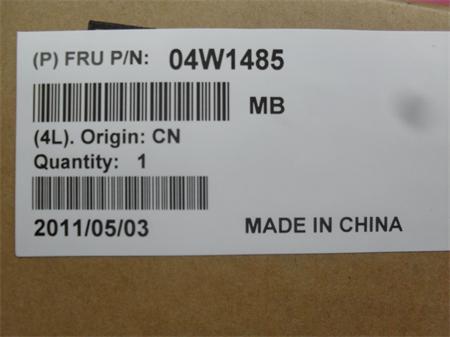 (P) FRU P/N: 04W1485
MB
(4L). Origin: CN
Quantity: 1
2011/05/03 MADE IN CHINA